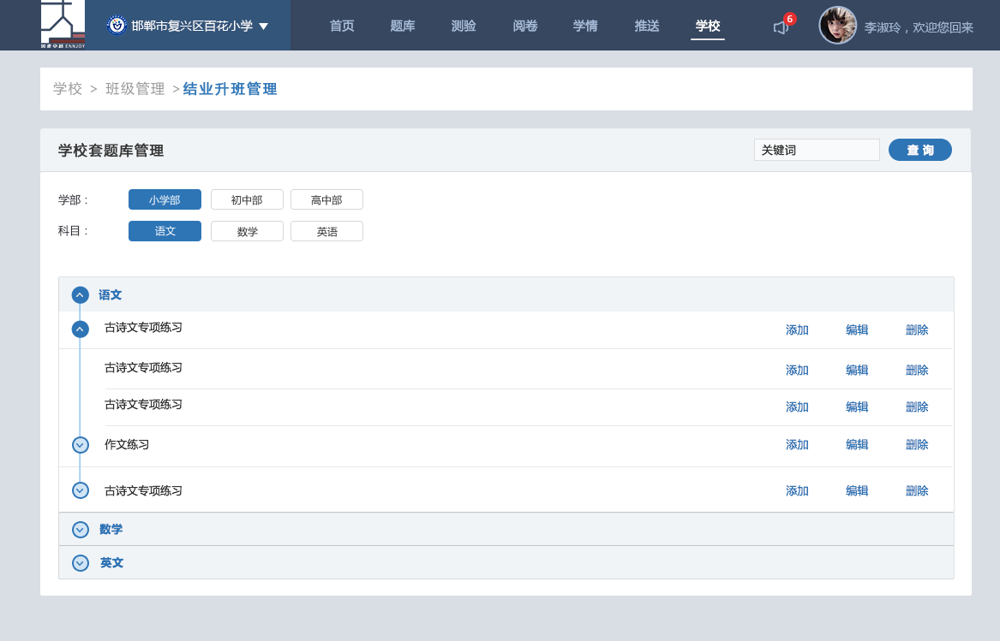 邯郸市复兴区百花小学 首页 题库 测验 阅卷 学情 推送 学校 6 李淑玲，欢迎您回来
学校 > 班级管理 >结业升班管理
学校套题库管理 关键词 查 询
学部： 小学部 初中部 高中部
科目： 语文 数学 英语
语文
古诗文专项练习 添加 编辑 删除
古诗文专项练习 添加 编辑 删除
古诗文专项练习 添加 编辑 删除
作文练习 添加 编辑 删除
古诗文专项练习 添加 编辑 删除
数学
英文